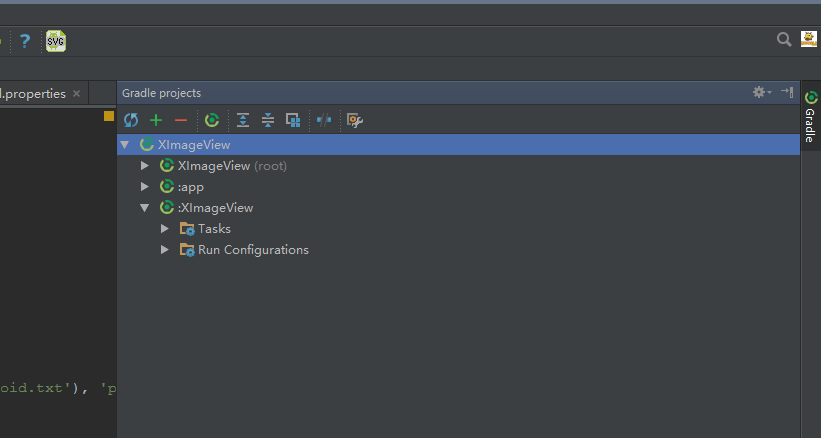 ? SVG
l.properties ×
Gradle projects
XImageView
XImageView (root)
:app
:XImageView
Tasks
Run Configurations
oid.txt'), 'p
Gradle